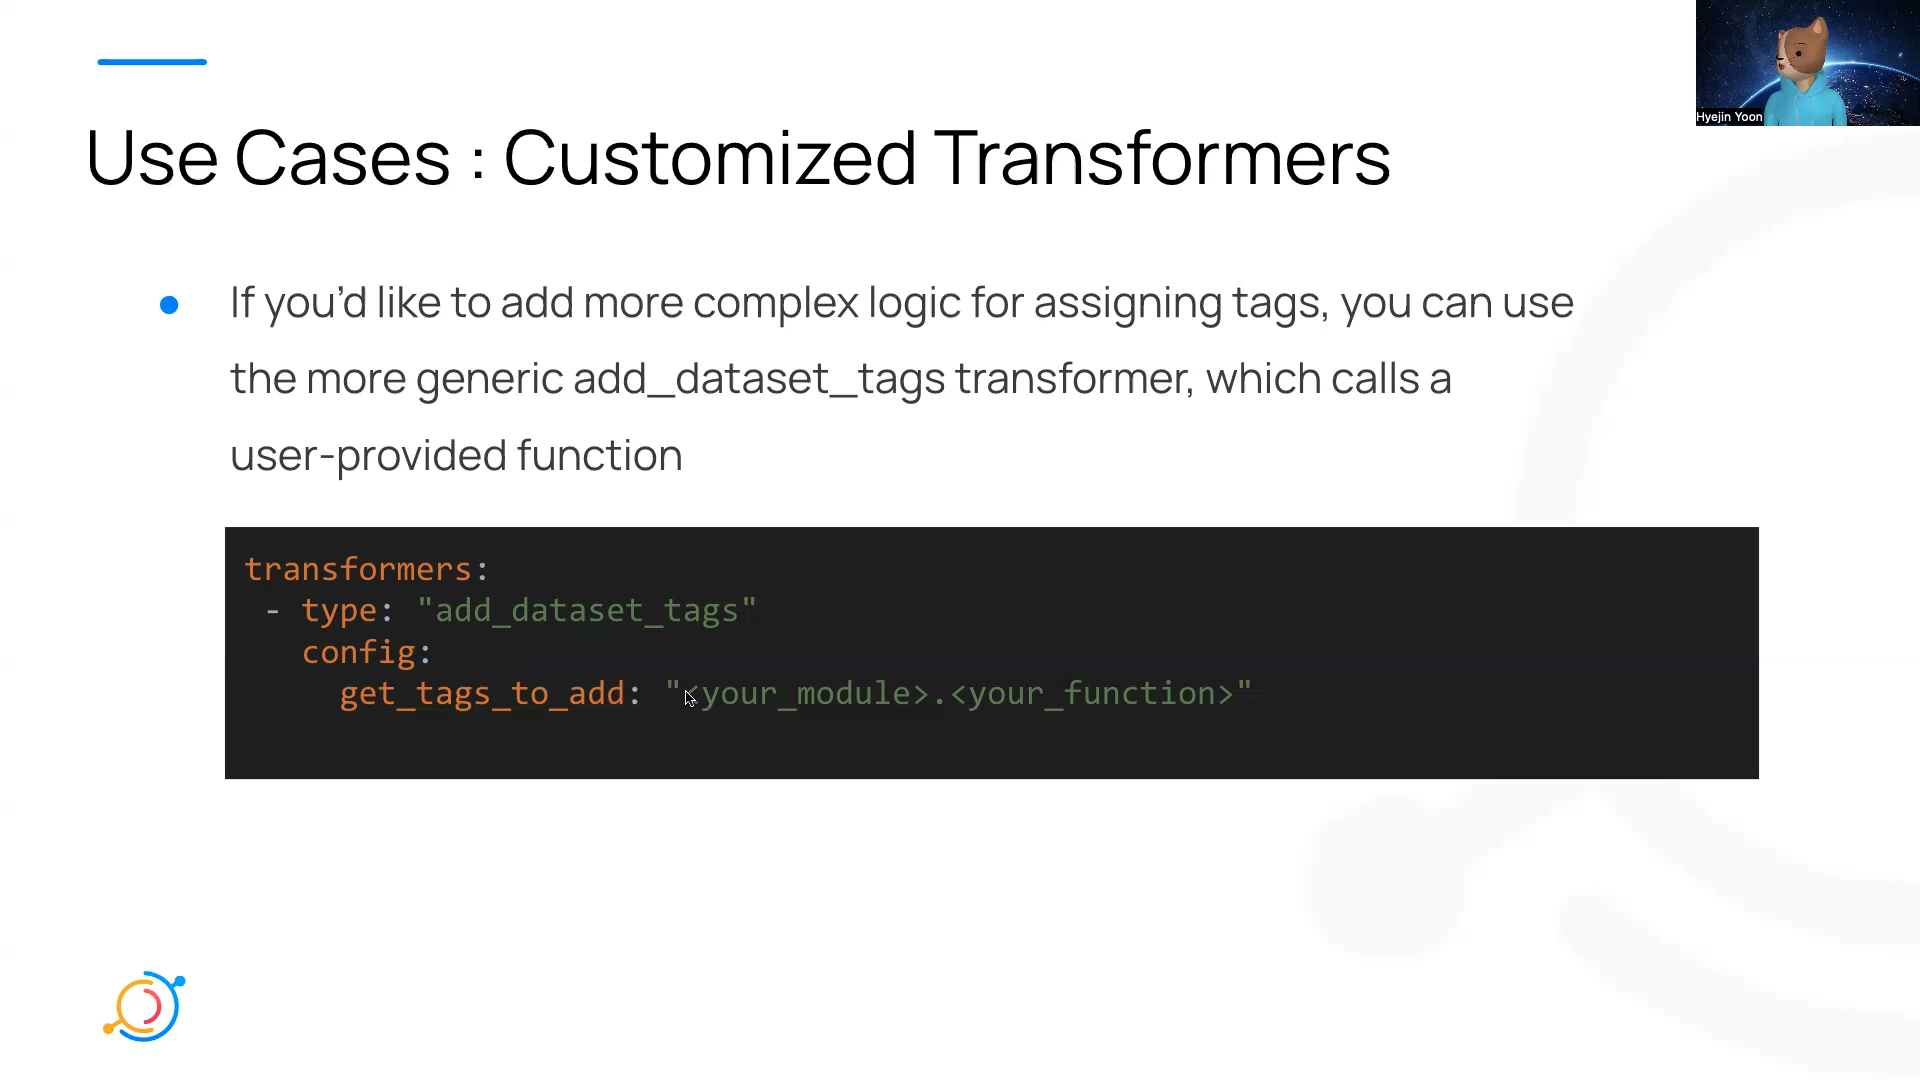 Hyejin Yoon
Use Cases : Customized Transformers
If you’d like to add more complex logic for assigning tags, you can use
the more generic add_dataset_tags transformer, which calls a
user-provided function
transformers:
 - type: "add_dataset_tags"
   config:
     get_tags_to_add: "<your_module>.<your_function>"